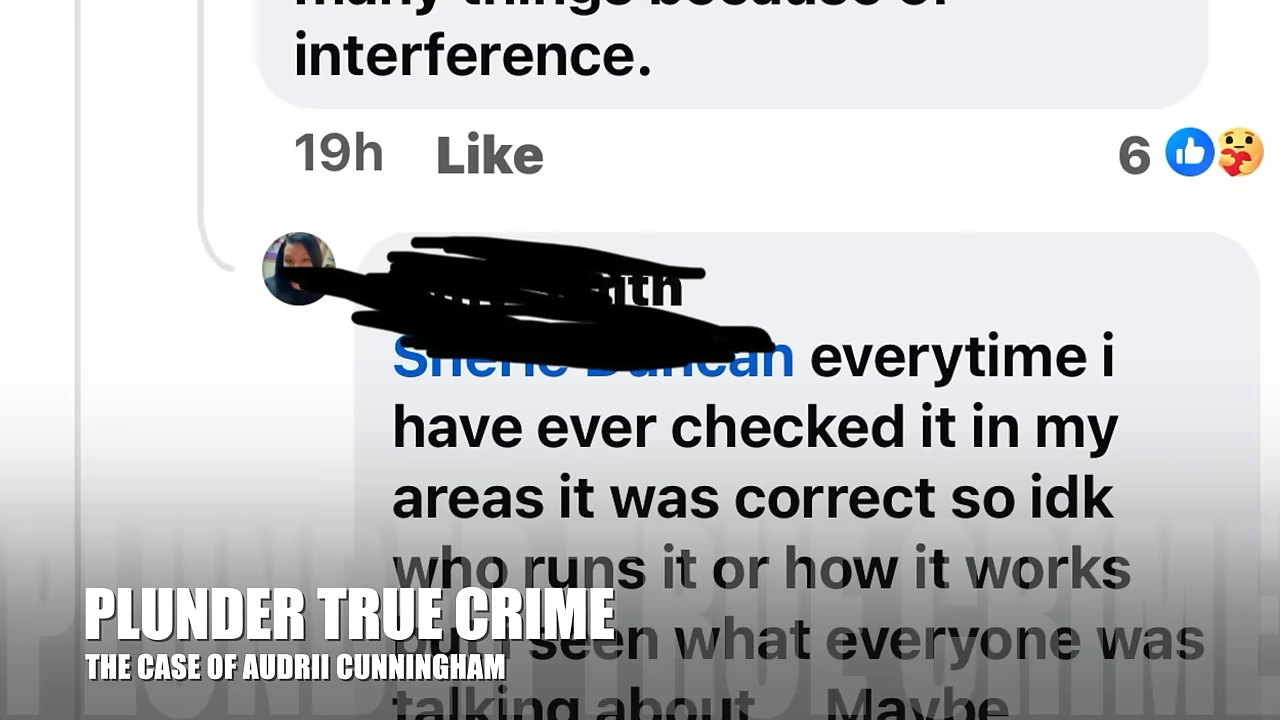 interference.
19h Like
6
everytime i
have ever checked it in my
areas it was correct so idk
who runs it or how it works
seen what everyone was
talking about Maybe
PLUNDER TRUE CRIME
THE CASE OF AUDRII CUNNINGHAM